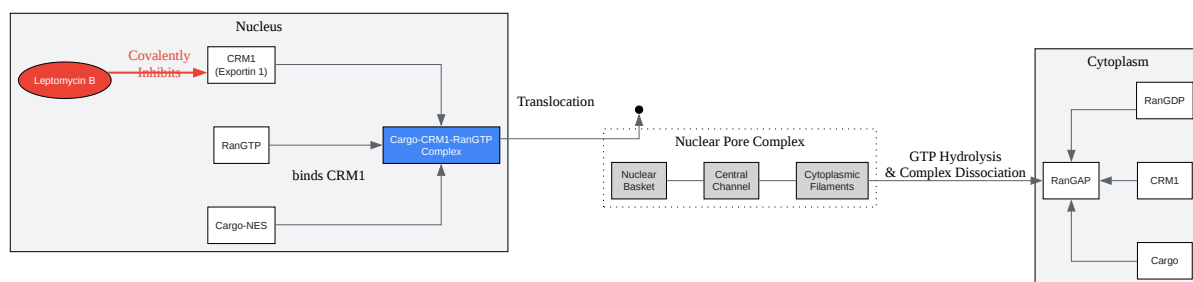 Nucleus
Leptomycin B
Covalently
Inhibits
CRM1
(Exportin 1)
RanGTP
binds CRM1
Cargo-NES
Cargo-CRM1-RanGTP
Complex
Translocation
Nuclear Pore Complex
Nuclear
Basket
Central
Channel
Cytoplasmic
Filaments
GTP Hydrolysis
& Complex Dissociation
Cytoplasm
RanGDP
RanGAP
CRM1
Cargo